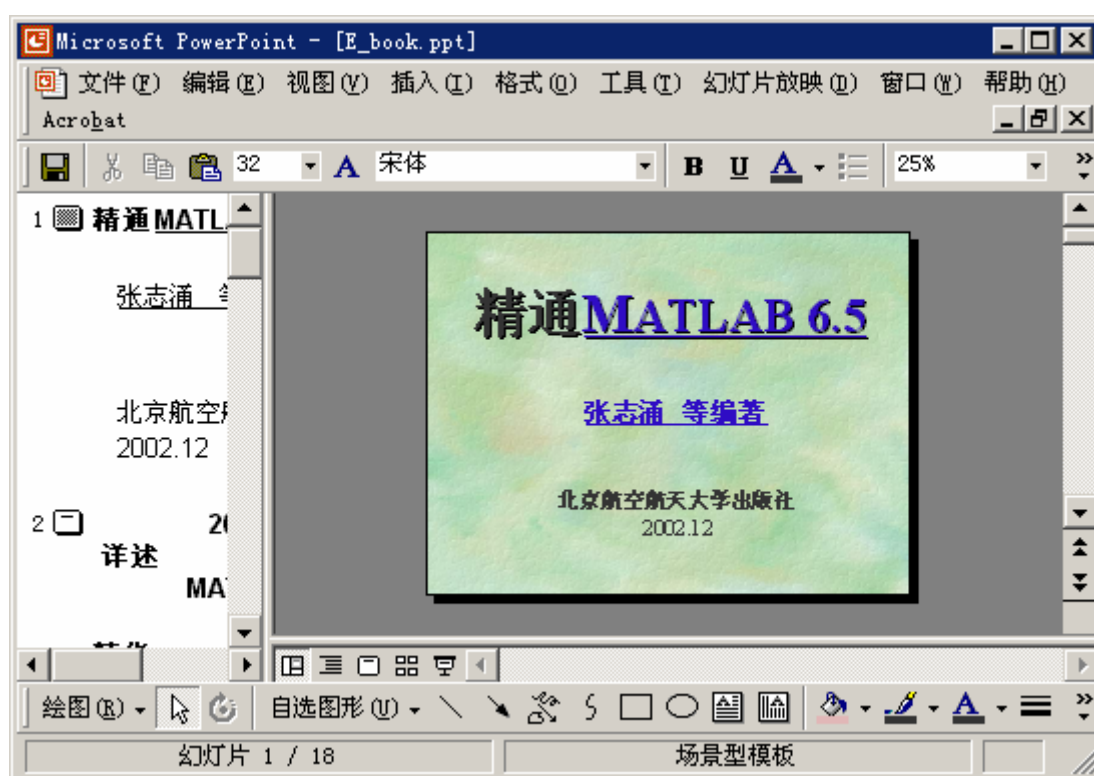 Microsoft PowerPoint - [E_book.ppt]
文件(F) 编辑(E) 视图(V) 插入(I) 格式(O) 工具(T) 幻灯片放映(D) 窗口(W) 帮助(H)
Acrobat
32 A 宋体 B U A 25%
1 精通MATL
张志涌 等
北京航空
2002.12
2 20
详述
MA
精通MATLAB 6.5
张志涌 等编著
北京航空航天大学出版社
2002.12
绘图(R) 自选图形(U) A
幻灯片 1 / 18 场景型模板